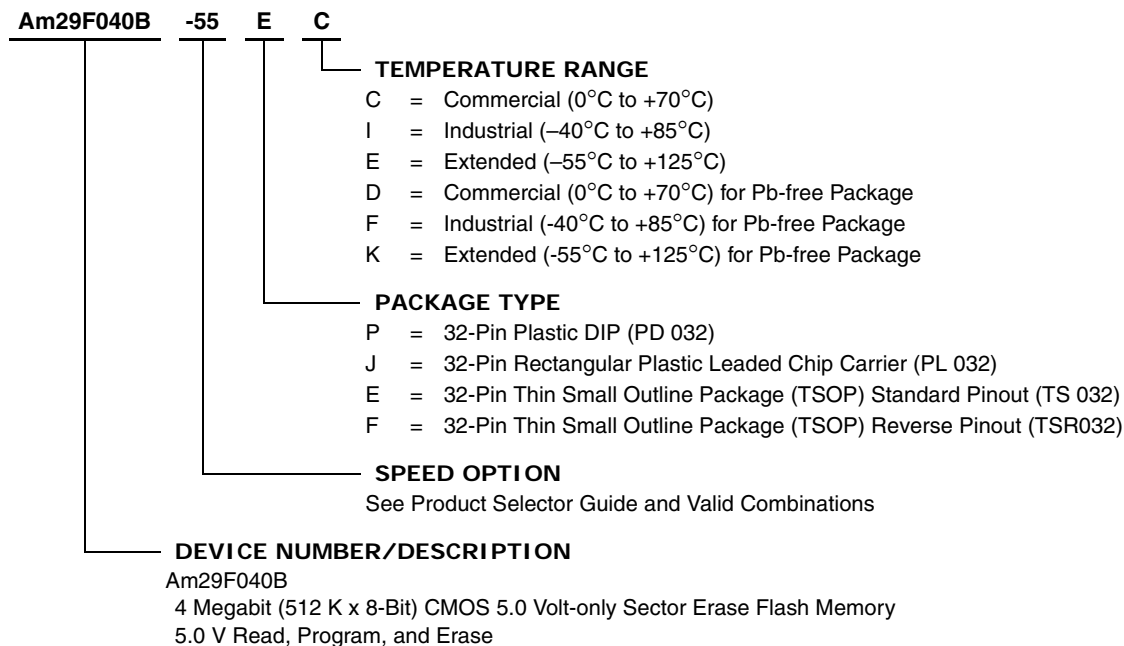 Am29F040B -55 E C
TEMPERATURE RANGE
C = Commercial (0°C to +70°C)
I = Industrial (–40°C to +85°C)
E = Extended (–55°C to +125°C)
D = Commercial (0°C to +70°C) for Pb-free Package
F = Industrial (-40°C to +85°C) for Pb-free Package
K = Extended (-55°C to +125°C) for Pb-free Package
PACKAGE TYPE
P = 32-Pin Plastic DIP (PD 032)
J = 32-Pin Rectangular Plastic Leaded Chip Carrier (PL 032)
E = 32-Pin Thin Small Outline Package (TSOP) Standard Pinout (TS 032)
F = 32-Pin Thin Small Outline Package (TSOP) Reverse Pinout (TSR032)
SPEED OPTION
See Product Selector Guide and Valid Combinations
DEVICE NUMBER/DESCRIPTION
Am29F040B
4 Megabit (512 K x 8-Bit) CMOS 5.0 Volt-only Sector Erase Flash Memory
5.0 V Read, Program, and Erase